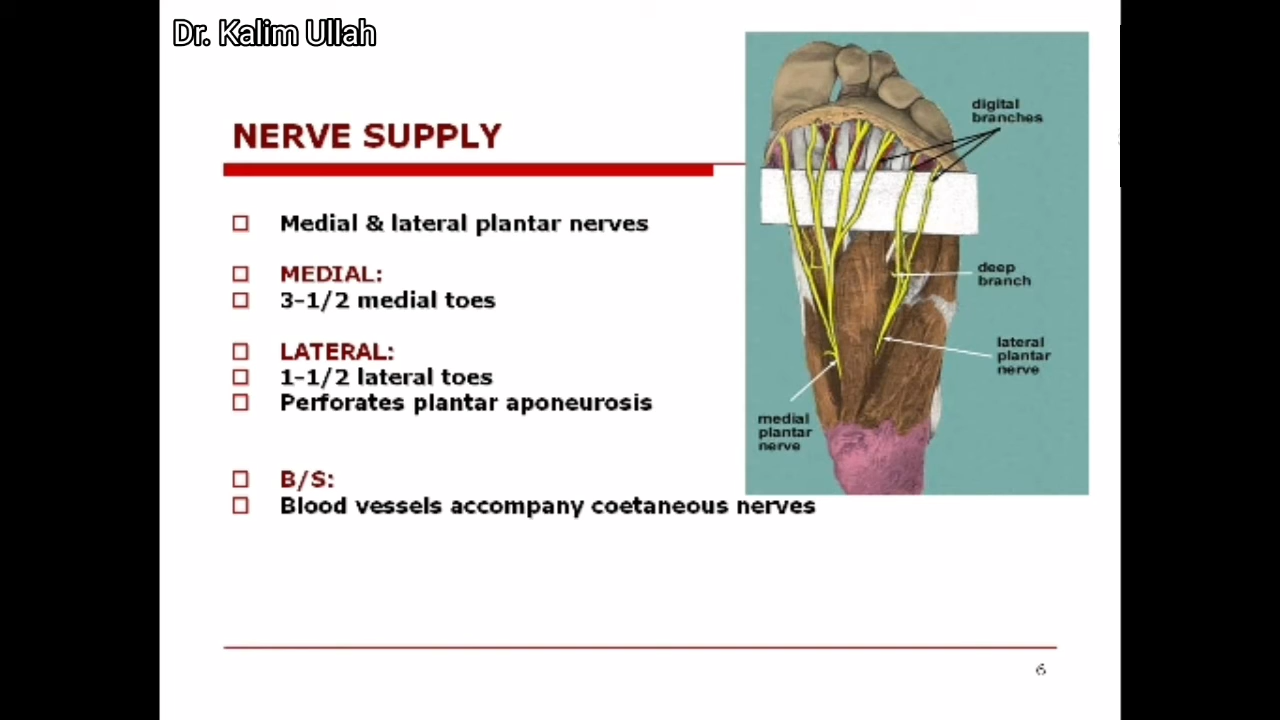 Dr. Kalim Ullah
NERVE SUPPLY
Medial & lateral plantar nerves
MEDIAL:
3-1/2 medial toes
LATERAL:
1-1/2 lateral toes
Perforates plantar aponeurosis
B/S:
Blood vessels accompany coetaneous nerves
digital
branches
deep
branch
lateral
plantar
nerve
medial
plantar
nerve
6